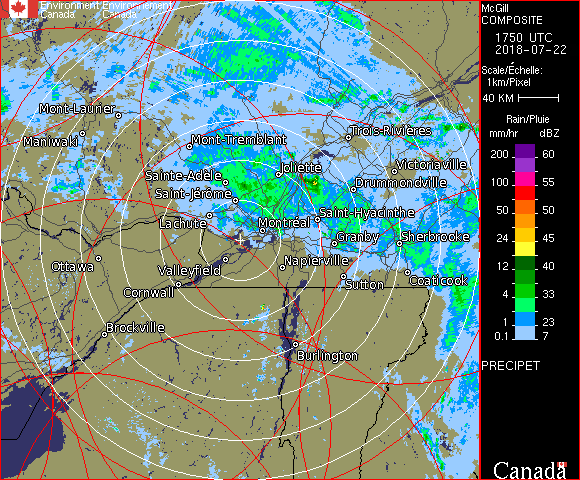 Environment Environnement
Canada Canada
McGill
COMPOSITE
1750 UTC
2018-07-22
Scale/Échelle:
1km/Pixel
40 KM
Rain/Pluie
mm/hr dBZ
200 60
100 55
50 50
24 45
12 40
4 33
1 23
0.1 7
PRECIPET
Canada
Mont-Laurier
Maniwaki
Mont-Tremblant
Trois-Rivières
Joliette
Victoriaville
Sainte-Adèle
Drummondville
Saint-Jérôme
Saint-Hyacinthe
Lachute
Montréal
Granby
Sherbrooke
Ottawa
Valleyfield
Napierville
Sutton
Coaticook
Cornwall
Brockville
Burlington